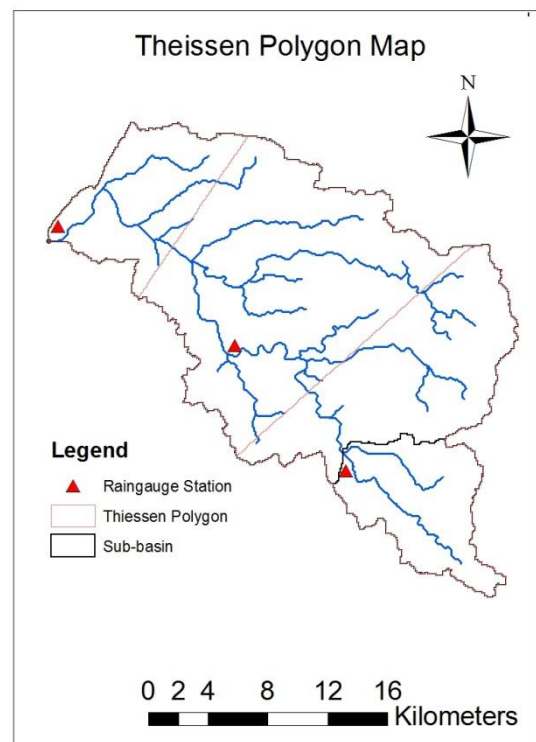 Theissen Polygon Map
N
Legend
Raingauge Station
Thiessen Polygon
Sub-basin
0 2 4 8 12 16
Kilometers